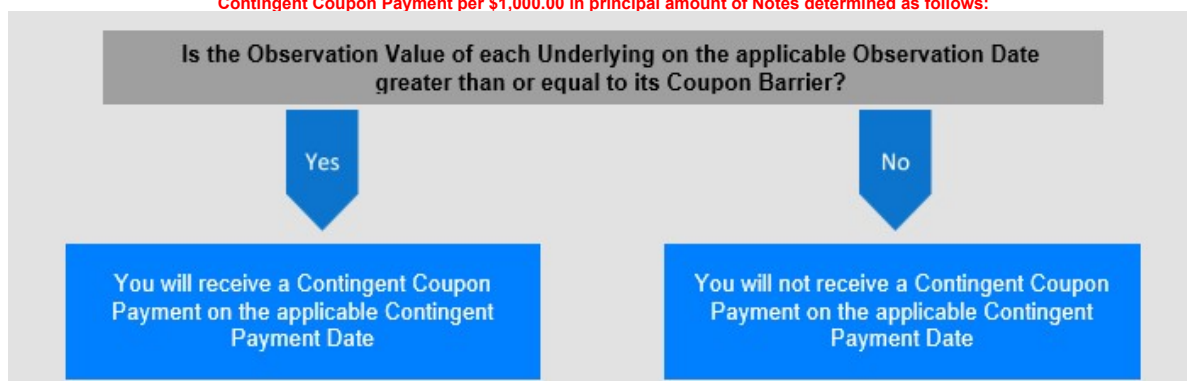 Contingent Coupon Payment per $1,000.00 in principal amount of Notes determined as follows:
Is the Observation Value of each Underlying on the applicable Observation Date
greater than or equal to its Coupon Barrier?
Yes
No
You will receive a Contingent Coupon
Payment on the applicable Contingent
Payment Date
You will not receive a Contingent Coupon
Payment on the applicable Contingent
Payment Date